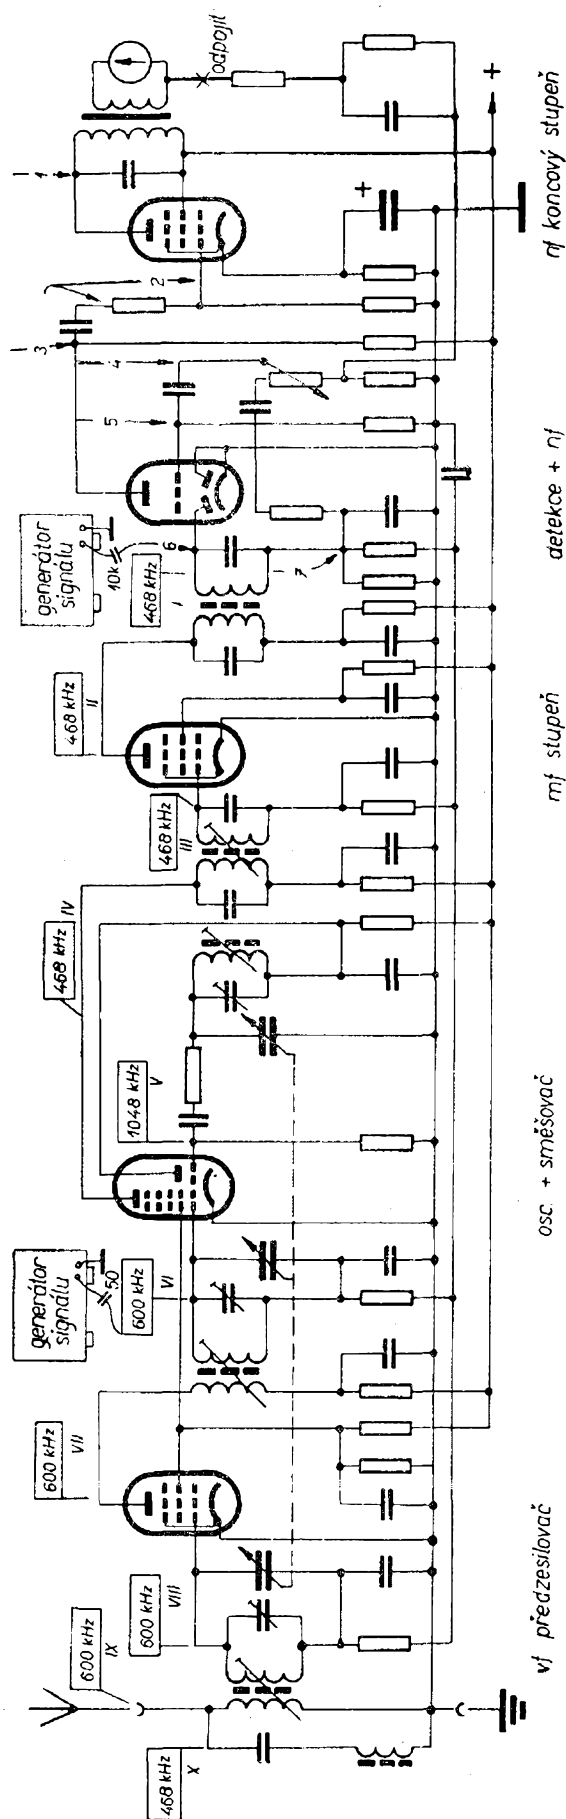 468 kHz
X
600 kHz
IX
600 kHz
VIII
600 kHz
VII
generátor
signálu
50
600 kHz
VI
1048 kHz
V
468 kHz
IV
468 kHz
III
468 kHz
II
generátor
signálu
10k
468 kHz
I
6
7
5
4
3
2
1
+
odpojit
+
vf předzesilovač
osc. + směšovač
mf stupeň
detekce + nf
nf koncový stupeň